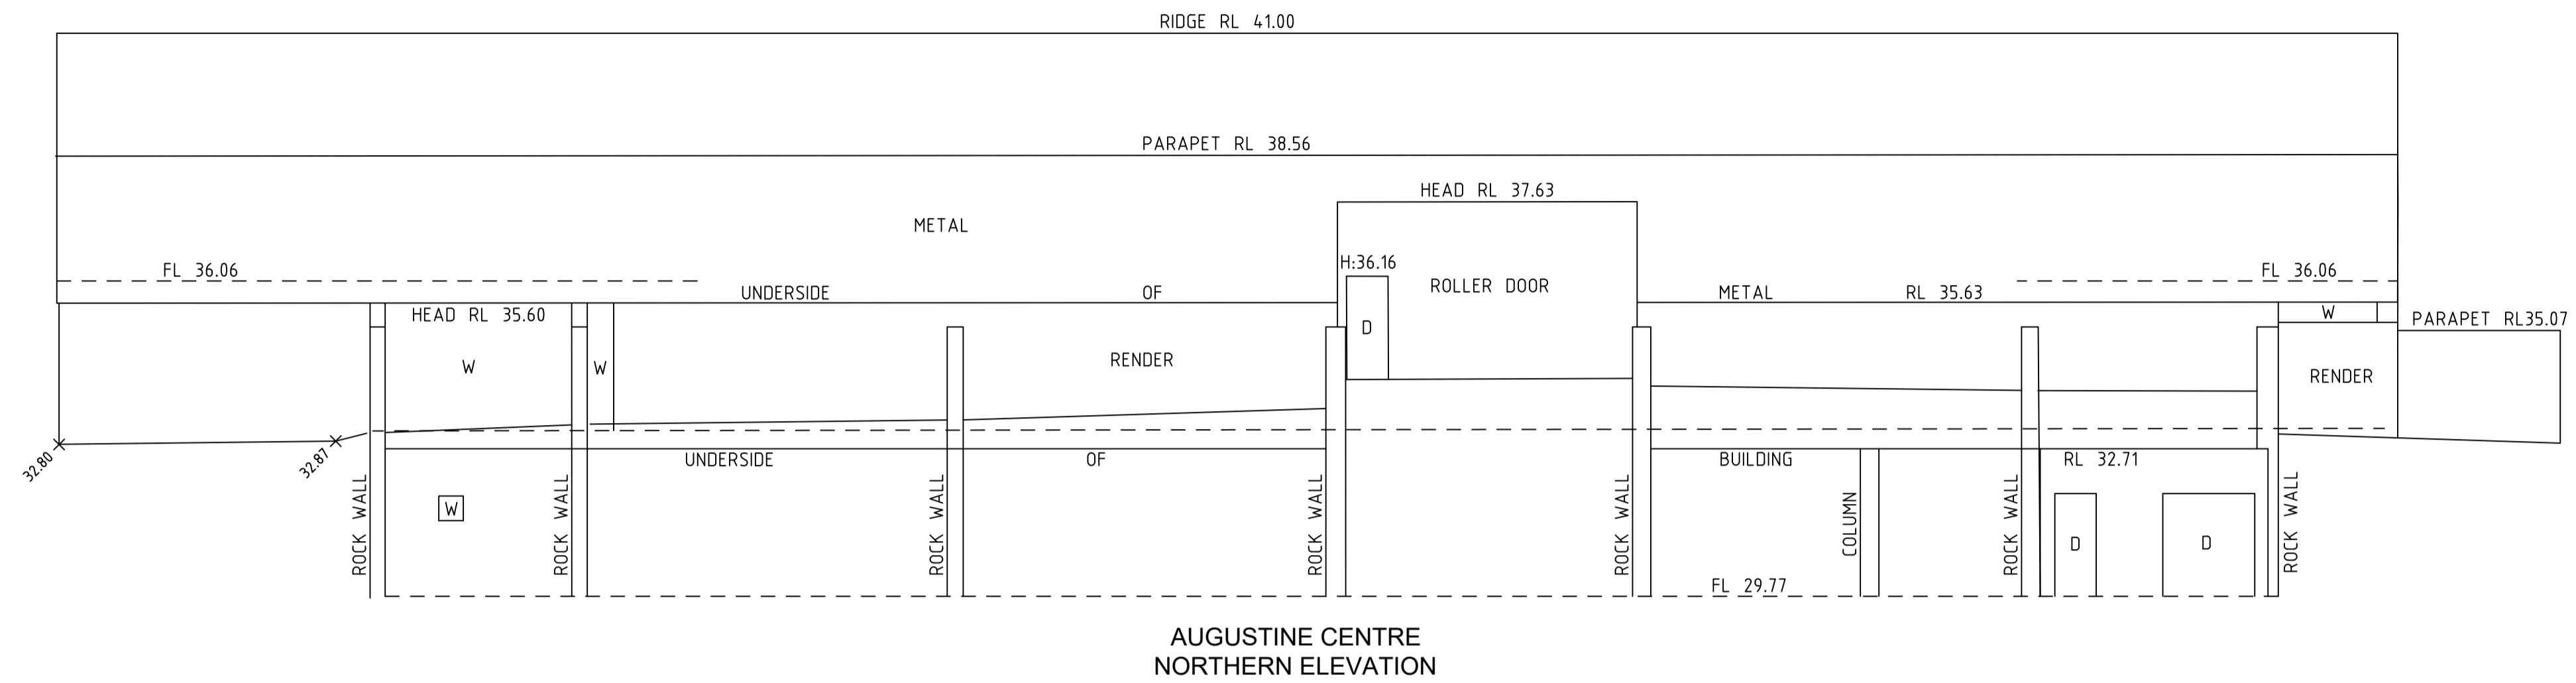 RIDGE RL 41.00
PARAPET RL 38.56
HEAD RL 37.63
METAL
FL 36.06
H:36.16
ROLLER DOOR
FL 36.06
UNDERSIDE OF METAL RL 35.63
HEAD RL 35.60
W
PARAPET RL35.07
D
W
W
RENDER
RENDER
32.80
32.87
UNDERSIDE OF BUILDING RL 32.71
ROCK WALL
W
ROCK WALL
ROCK WALL
ROCK WALL
ROCK WALL
COLUMN
ROCK WALL
D
D
ROCK WALL
FL 29.77
AUGUSTINE CENTRE
NORTHERN ELEVATION